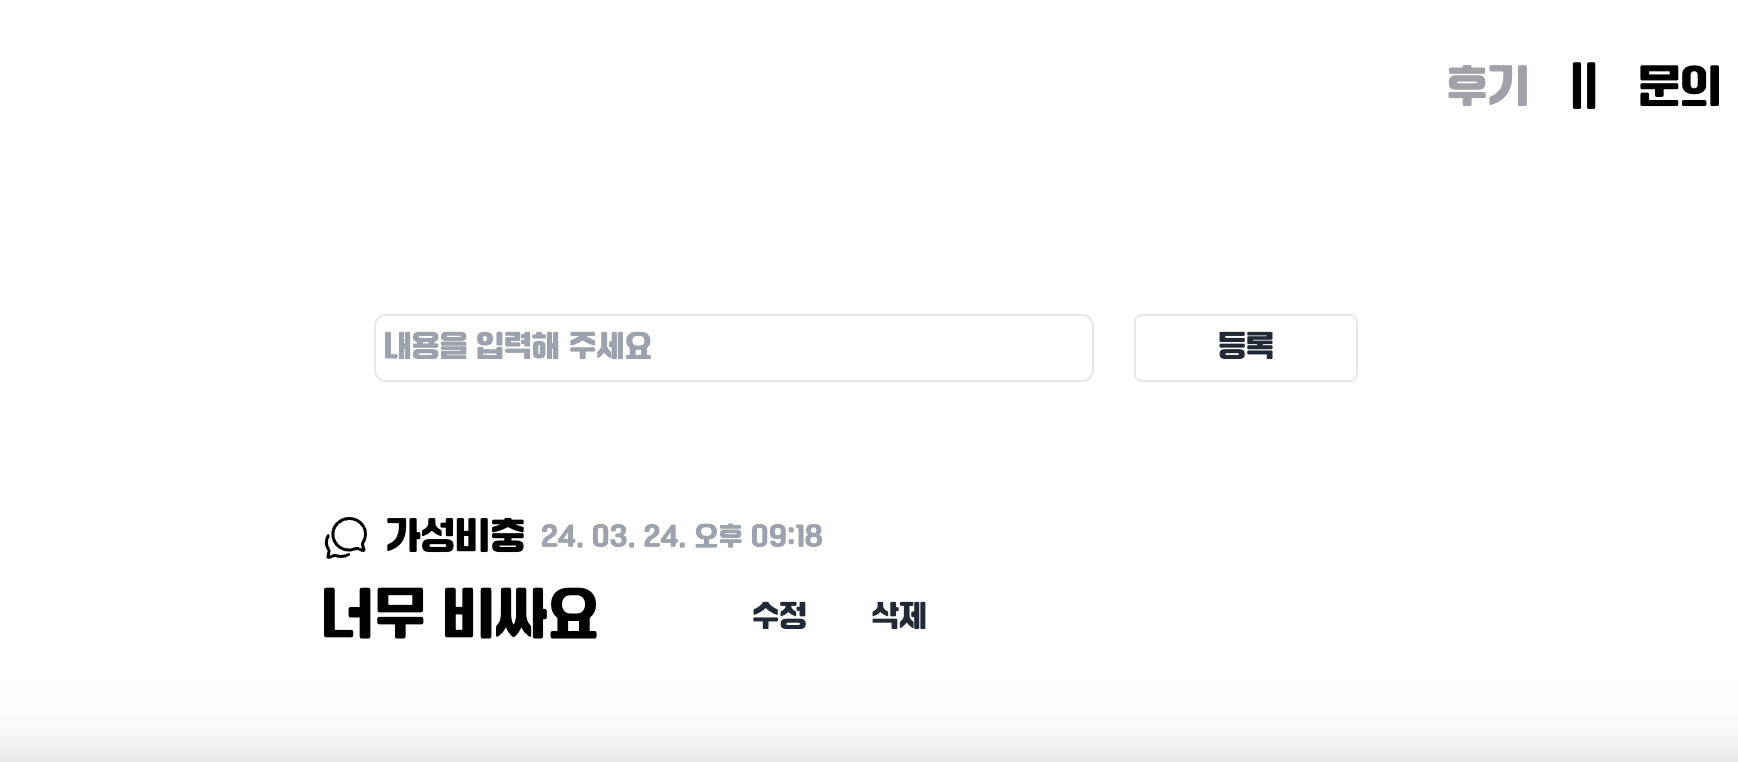 후기 || 문의
내용을 입력해 주세요 등록
가성비충 24. 03. 24. 오후 09:18
너무 비싸요 수정 삭제